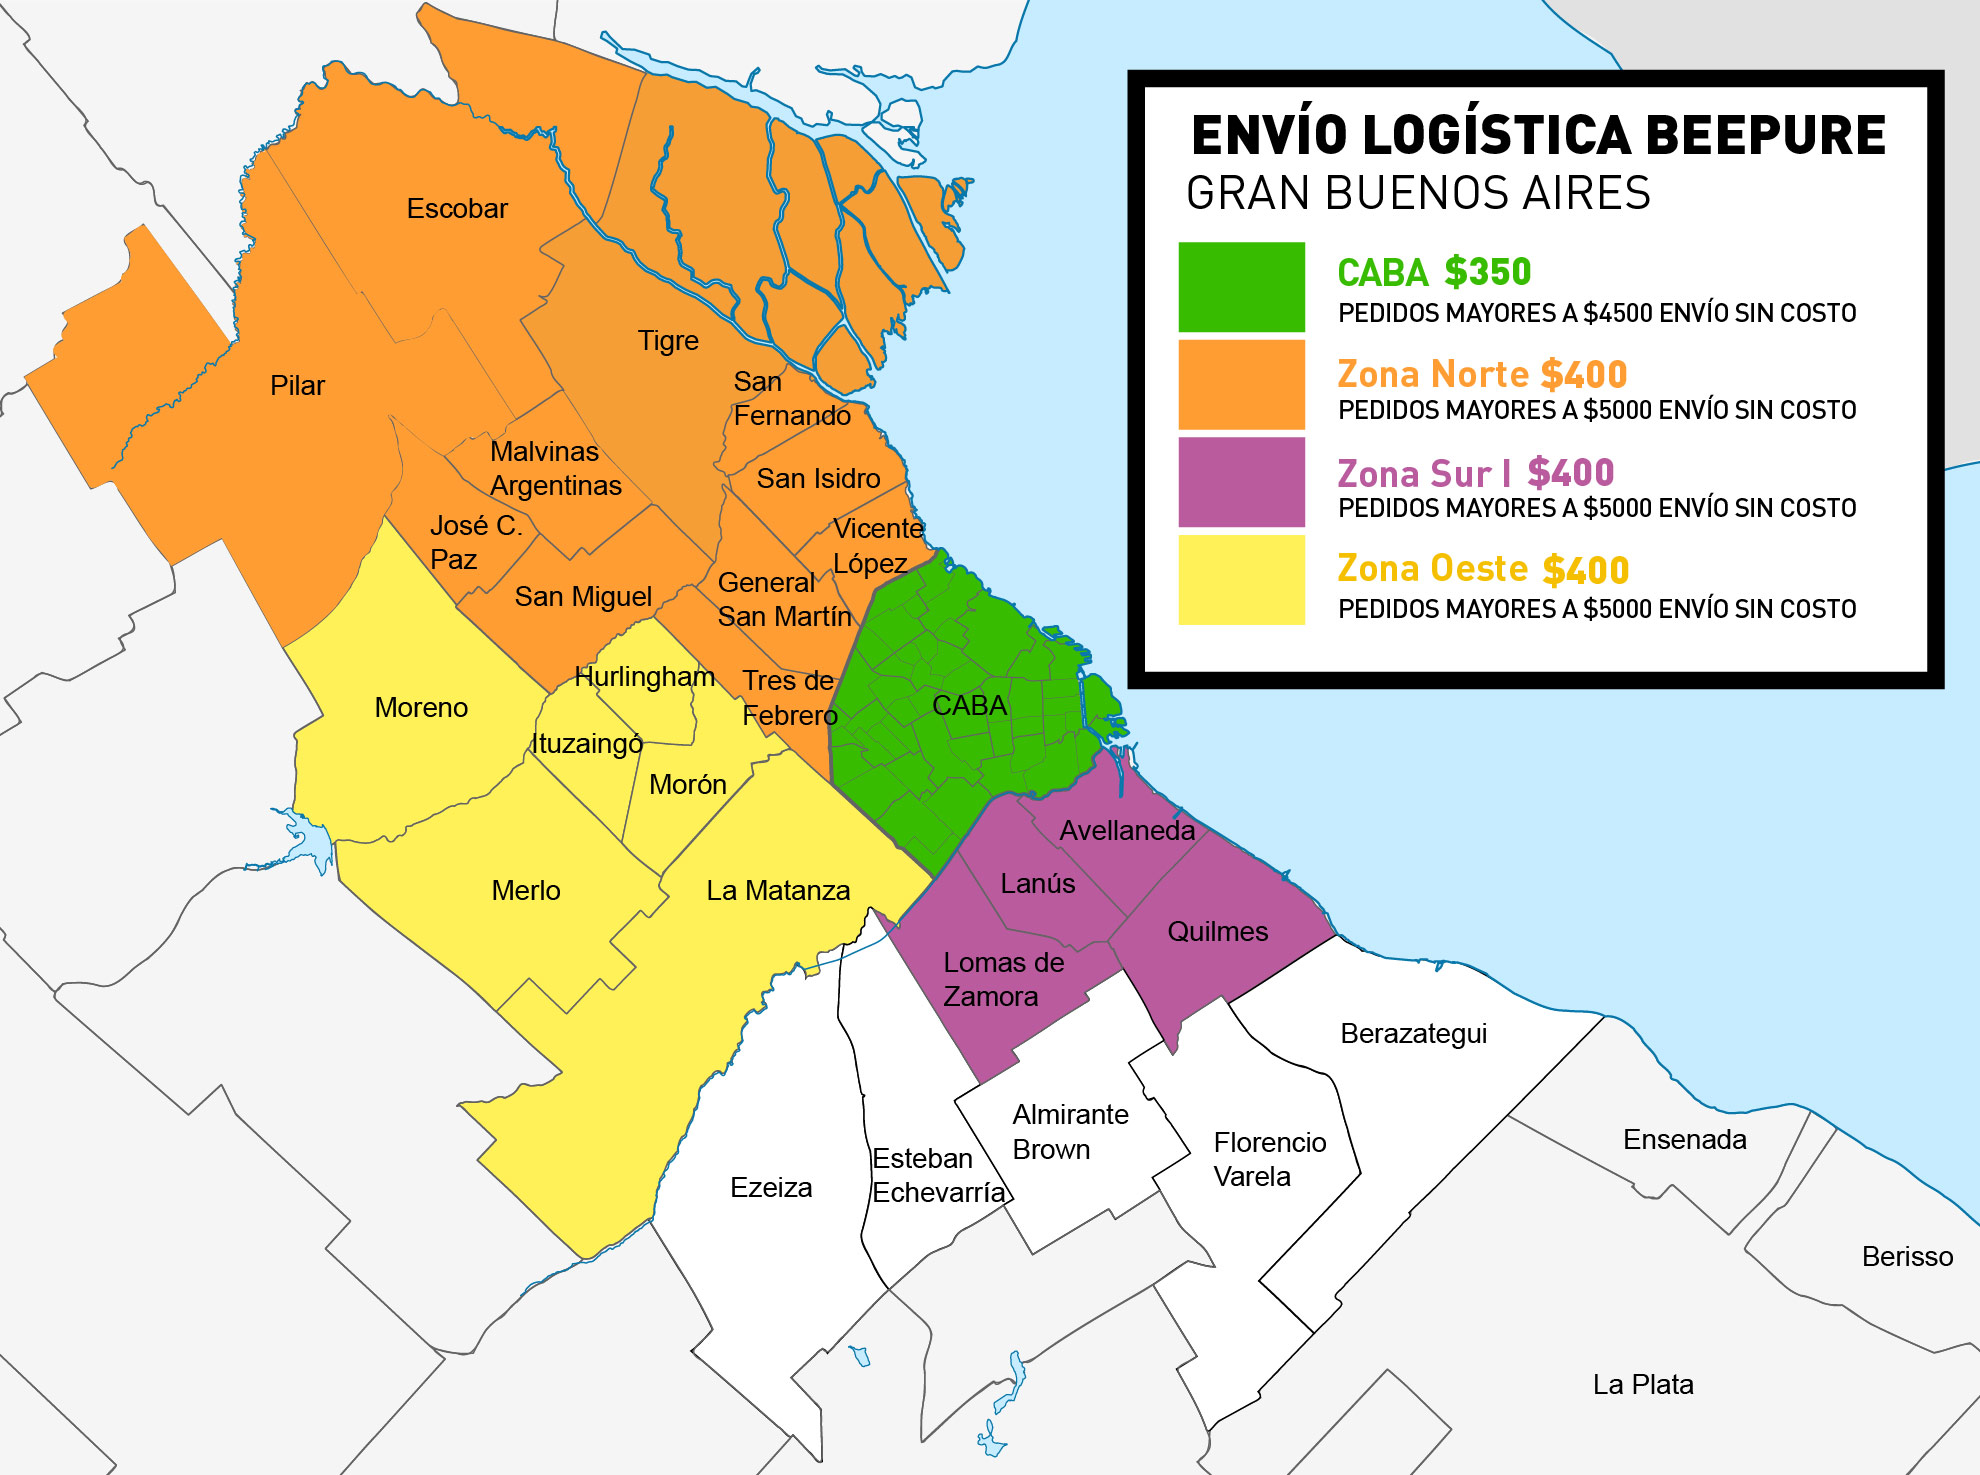 ENVÍO LOGÍSTICA BEEPURE
GRAN BUENOS AIRES
CABA $350
PEDIDOS MAYORES A $4500 ENVÍO SIN COSTO
Zona Norte $400
PEDIDOS MAYORES A $5000 ENVÍO SIN COSTO
Zona Sur I $400
PEDIDOS MAYORES A $5000 ENVÍO SIN COSTO
Zona Oeste $400
PEDIDOS MAYORES A $5000 ENVÍO SIN COSTO
Escobar
Tigre
Pilar
San
Fernando
Malvinas
Argentinas
San Isidro
José C.
Paz
Vicente
López
San Miguel
General
San Martín
Hurlingham
Tres de
Febrero
Moreno
CABA
Ituzaingó
Morón
Avellaneda
Merlo
La Matanza
Lanús
Quilmes
Lomas de
Zamora
Berazategui
Almirante
Brown
Florencio
Varela
Ensenada
Esteban
Echevarría
Ezeiza
Berisso
La Plata